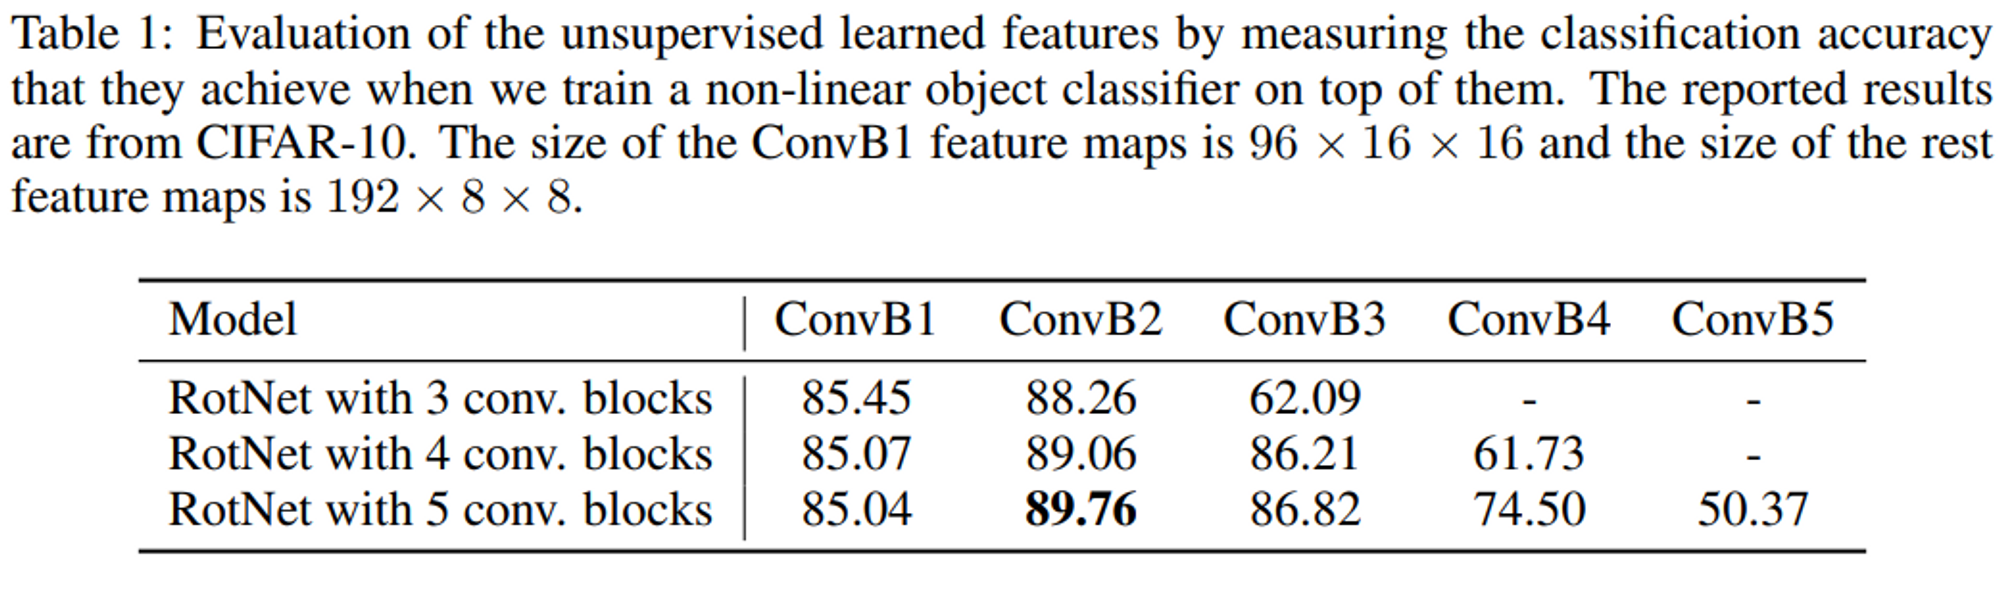 Table 1: Evaluation of the unsupervised learned features by measuring the classification accuracy
that they achieve when we train a non-linear object classifier on top of them. The reported results
are from CIFAR-10. The size of the ConvB1 feature maps is 96 × 16 × 16 and the size of the rest
feature maps is 192 × 8 × 8.
Model ConvB1 ConvB2 ConvB3 ConvB4 ConvB5
RotNet with 3 conv. blocks 85.45 88.26 62.09 - -
RotNet with 4 conv. blocks 85.07 89.06 86.21 61.73 -
RotNet with 5 conv. blocks 85.04 89.76 86.82 74.50 50.37